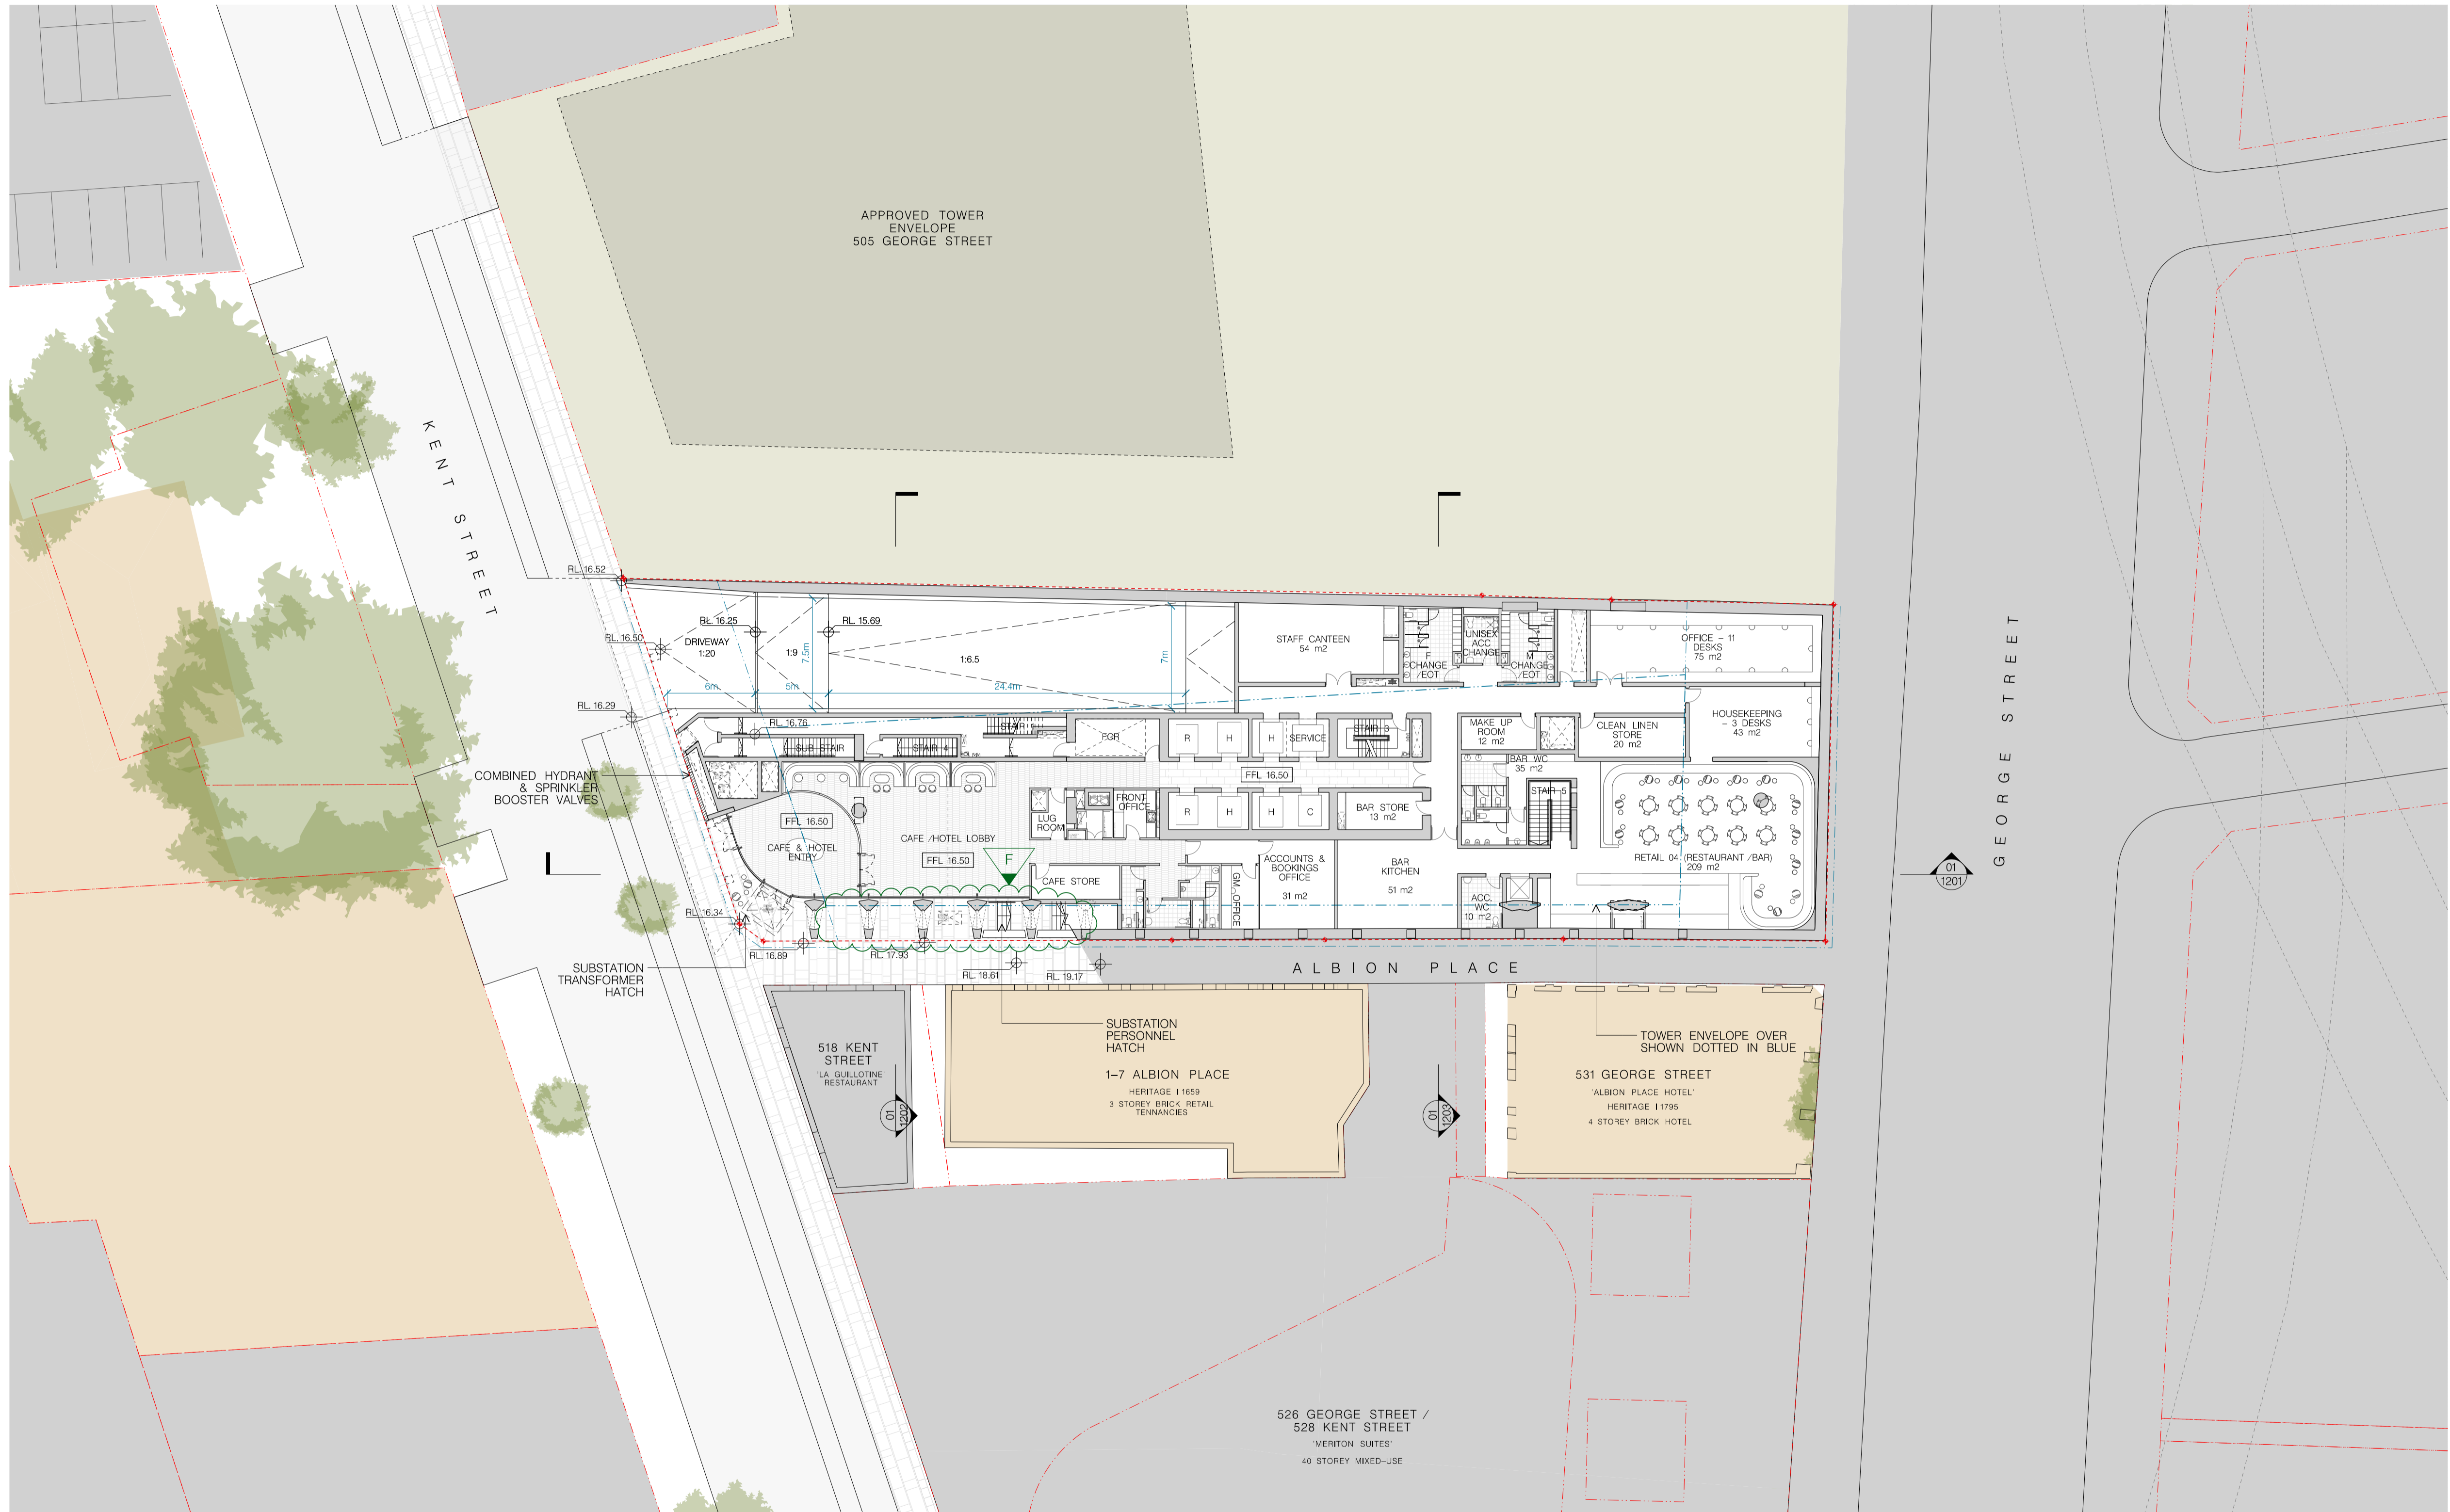 APPROVED TOWER
ENVELOPE
505 GEORGE STREET
KENT STREET
GEORGE STREET
RL. 16.52
RL. 16.50
RL. 16.25
RL. 15.69
DRIVEWAY
1:20
1:9
7.5m
1:6.5
7m
6m
5m
24.4m
RL. 16.29
RL. 16.76
STAFF CANTEEN
54 m2
F
CHANGE
/EOT
UNISEX
ACC
CHANGE
M
CHANGE
/EOT
OFFICE - 11
DESKS
75 m2
HOUSEKEEPING
- 3 DESKS
43 m2
MAKE UP
ROOM
12 m2
CLEAN LINEN
STORE
20 m2
SUB STAIR
STAIR 4
FCR
R
H
H
SERVICE
STAIR 3
BAR WC
35 m2
STAIR 5
FFL 16.50
COMBINED HYDRANT
& SPRINKLER
BOOSTER VALVES
FFL 16.50
CAFE & HOTEL
ENTRY
CAFE /HOTEL LOBBY
FFL 16.50
F
LUG
ROOM
FRONT
OFFICE
R
H
H
C
BAR STORE
13 m2
CAFE STORE
GM OFFICE
ACCOUNTS &
BOOKINGS
OFFICE
31 m2
BAR
KITCHEN
51 m2
ACC.
WC
10 m2
RETAIL 04 (RESTAURANT /BAR)
209 m2
RL. 16.34
RL. 16.89
RL. 17.93
RL. 18.61
RL. 19.17
ALBION PLACE
SUBSTATION
TRANSFORMER
HATCH
SUBSTATION
PERSONNEL
HATCH
TOWER ENVELOPE OVER
SHOWN DOTTED IN BLUE
01
1201
518 KENT
STREET
'LA GUILLOTINE'
RESTAURANT
01
1202
1-7 ALBION PLACE
HERITAGE I 1659
3 STOREY BRICK RETAIL
TENNANCIES
01
1203
531 GEORGE STREET
'ALBION PLACE HOTEL'
HERITAGE I 1795
4 STOREY BRICK HOTEL
526 GEORGE STREET /
528 KENT STREET
'MERITON SUITES'
40 STOREY MIXED-USE